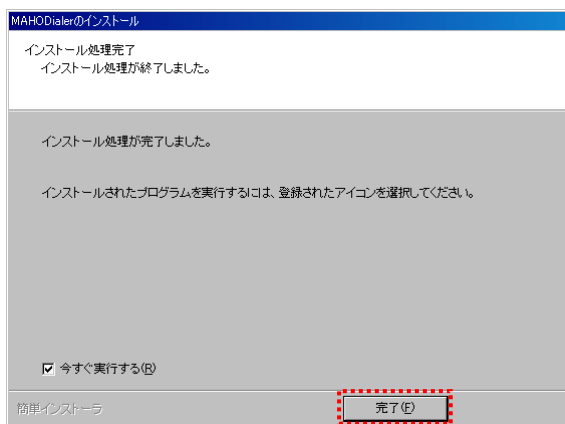 MAHODialerのインストール
インストール処理完了
インストール処理が終了しました。
インストール処理が完了しました。
インストールされたプログラムを実行するには、登録されたアイコンを選択してください。
今すぐ実行する(R)
簡単インストーラ
完了(F)